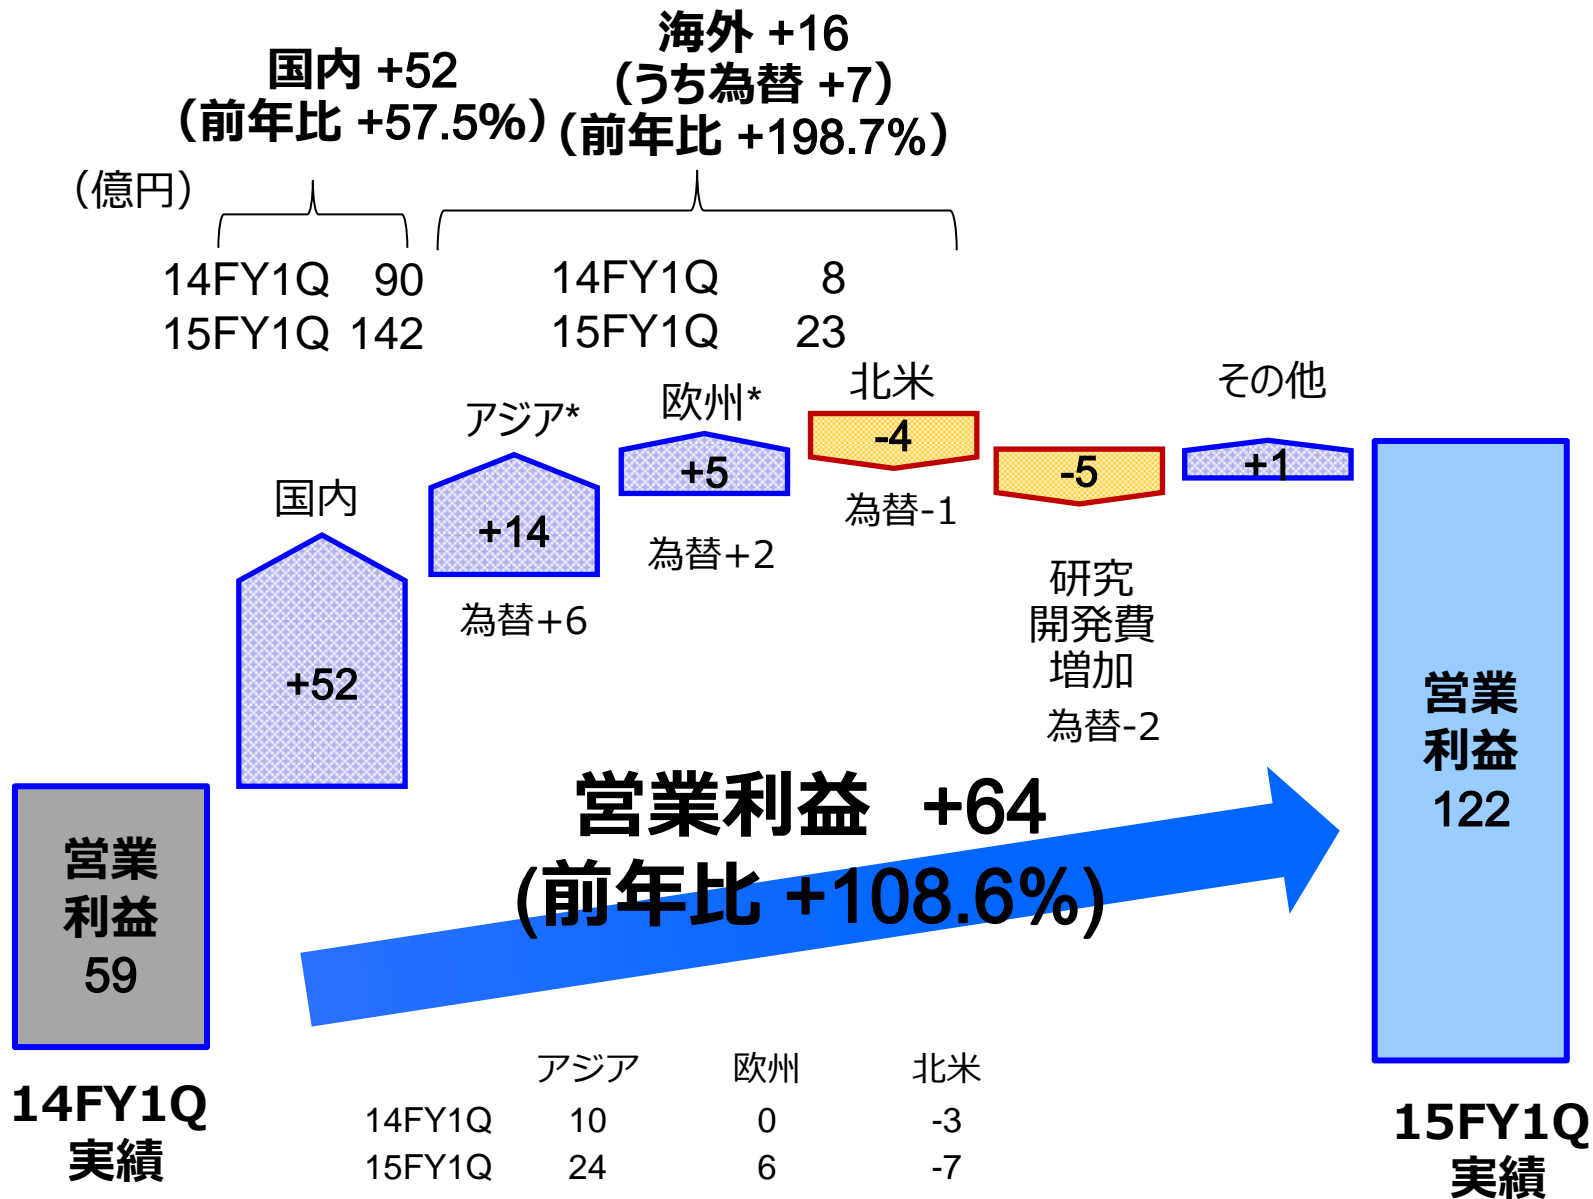 国内 +52
（前年比 +57.5%）
海外 +16
（うち為替 +7）
（前年比 +198.7%）
（億円）
14FY1Q 90
15FY1Q 142
14FY1Q 8
15FY1Q 23
国内
+52
アジア*
+14
為替+6
欧州*
+5
為替+2
北米
-4
為替-1
-5
研究
開発費
増加
為替-2
その他
+1
営業利益 +64
(前年比 +108.6%)
営業
利益
59
14FY1Q
実績
営業
利益
122
15FY1Q
実績
アジア 欧州 北米
14FY1Q 10 0 -3
15FY1Q 24 6 -7